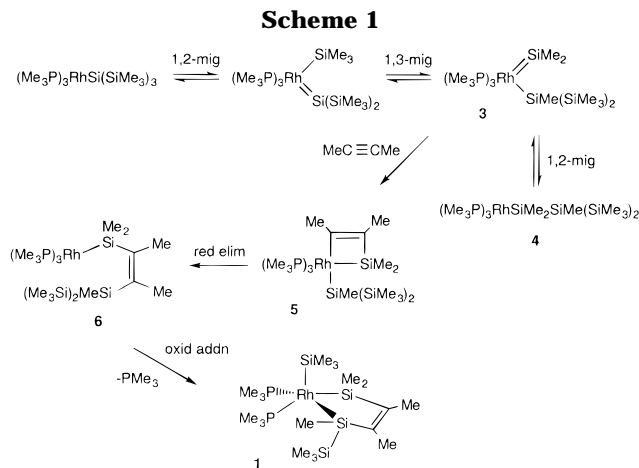 Scheme 1
(Me3P)3RhSi(SiMe3)3
1,2-mig
SiMe3
(Me3P)3Rh
Si(SiMe3)2
1,3-mig
SiMe2
(Me3P)3Rh
SiMe(SiMe3)2
3
MeC≡CMe
1,2-mig
(Me3P)3RhSiMe2SiMe(SiMe3)2
4
Me Me
(Me3P)3Rh SiMe2
SiMe(SiMe3)2
5
red elim
Me2
Si
(Me3P)3Rh
Me
Me
(Me3Si)2MeSi
6
oxid addn
-PMe3
SiMe3
Me2
Me3P Rh Si
Me3P
Me
Me Si
Me
Me3Si
1